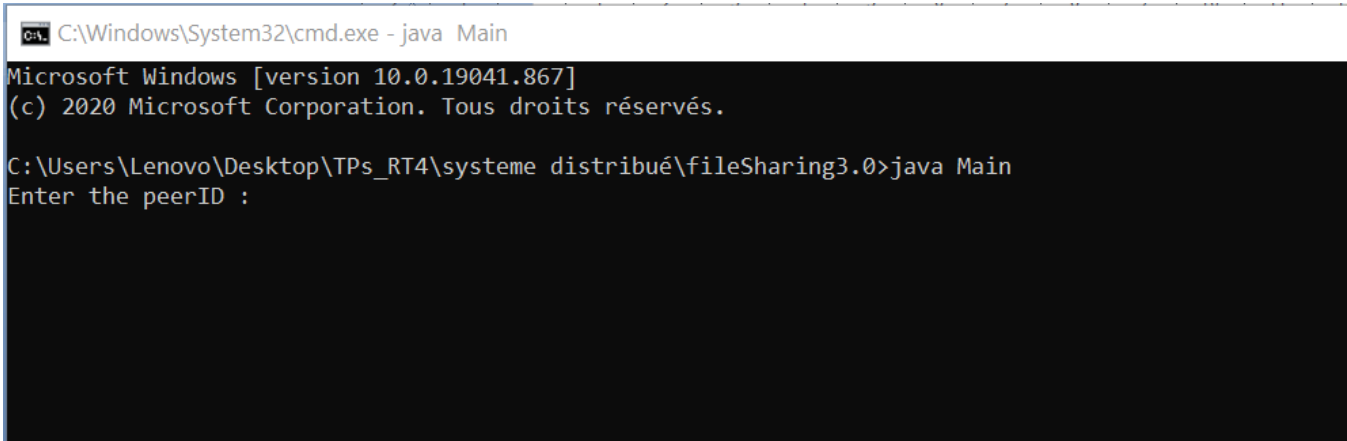 C:\Windows\System32\cmd.exe - java  Main
Microsoft Windows [version 10.0.19041.867]
(c) 2020 Microsoft Corporation. Tous droits réservés.
C:\Users\Lenovo\Desktop\TPs_RT4\systeme distribué\fileSharing3.0>java Main
Enter the peerID :